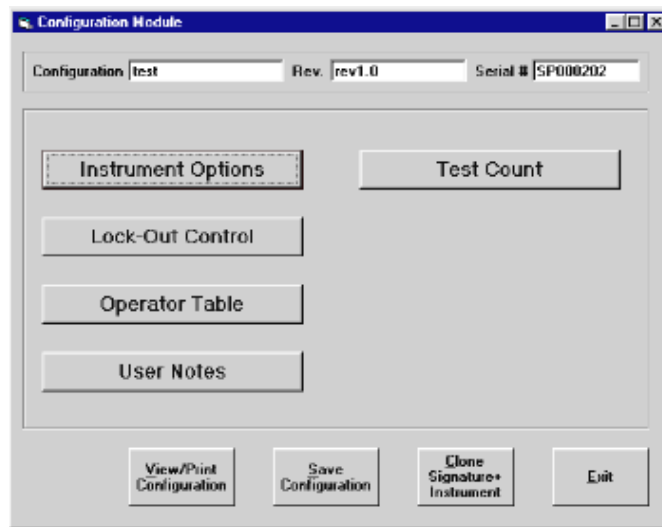 Configuration Module
Configuration test Rev. rev1.0 Serial # SP000202
Instrument Options Test Count
Lock-Out Control
Operator Table
User Notes
View/Print
Configuration
Save
Configuration
Clone
Signature+
Instrument
Exit